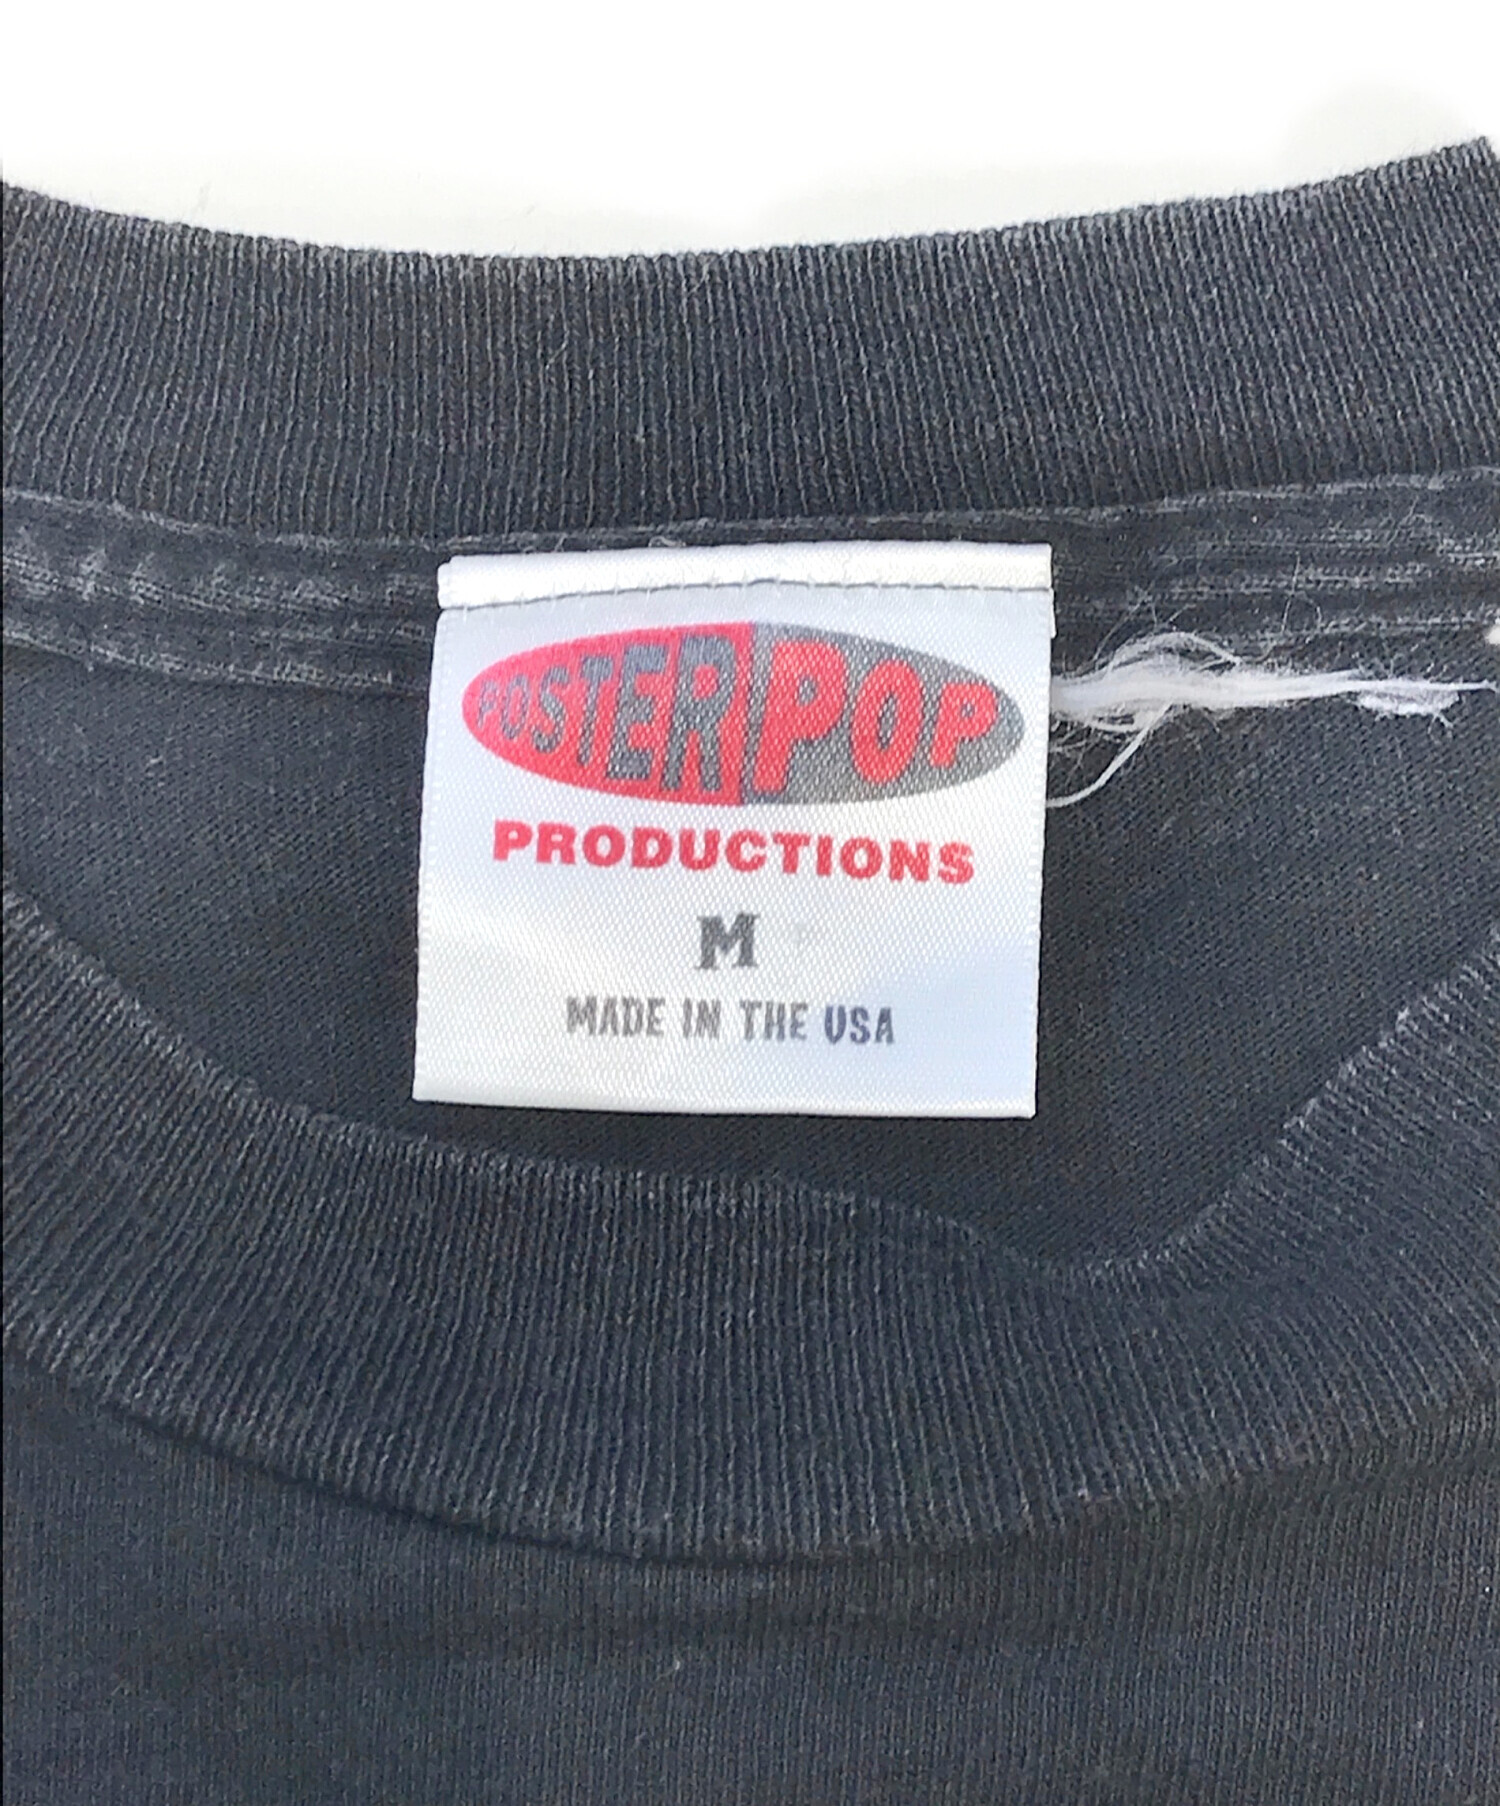 POSTERPOP
PRODUCTIONS
M
MADE IN THE USA